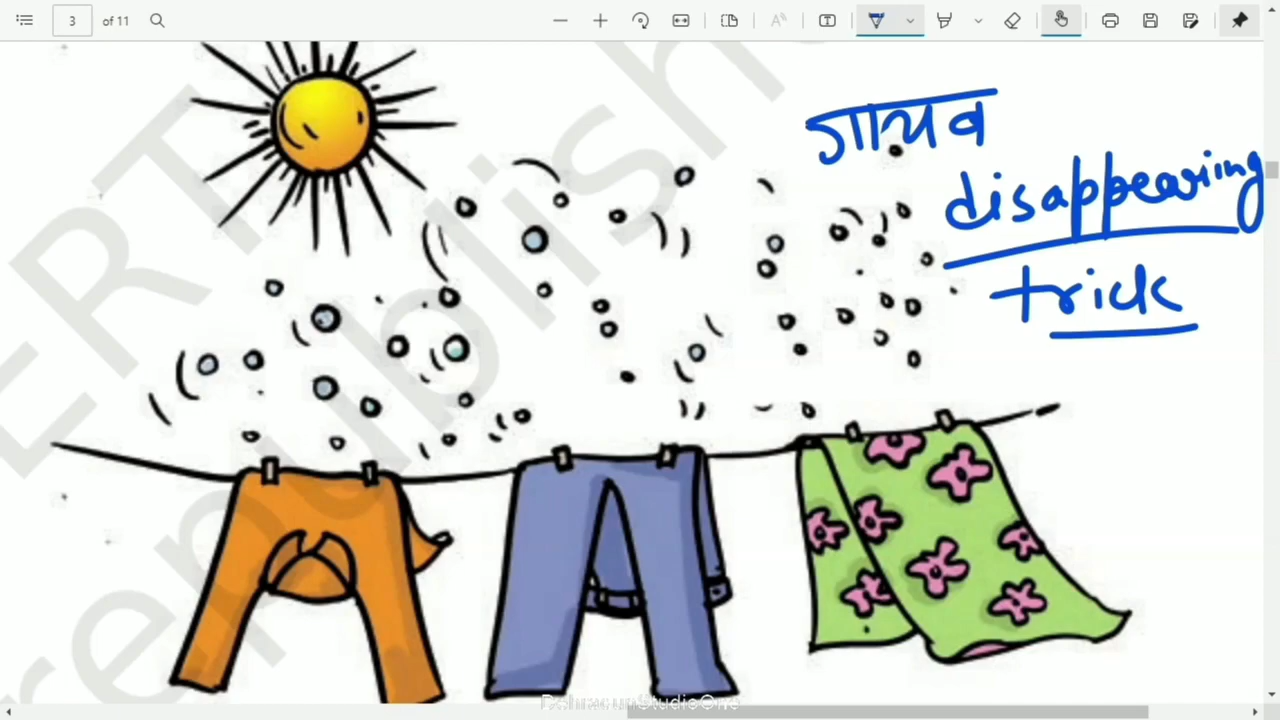 3 of 11
गायब
disappearing
trick